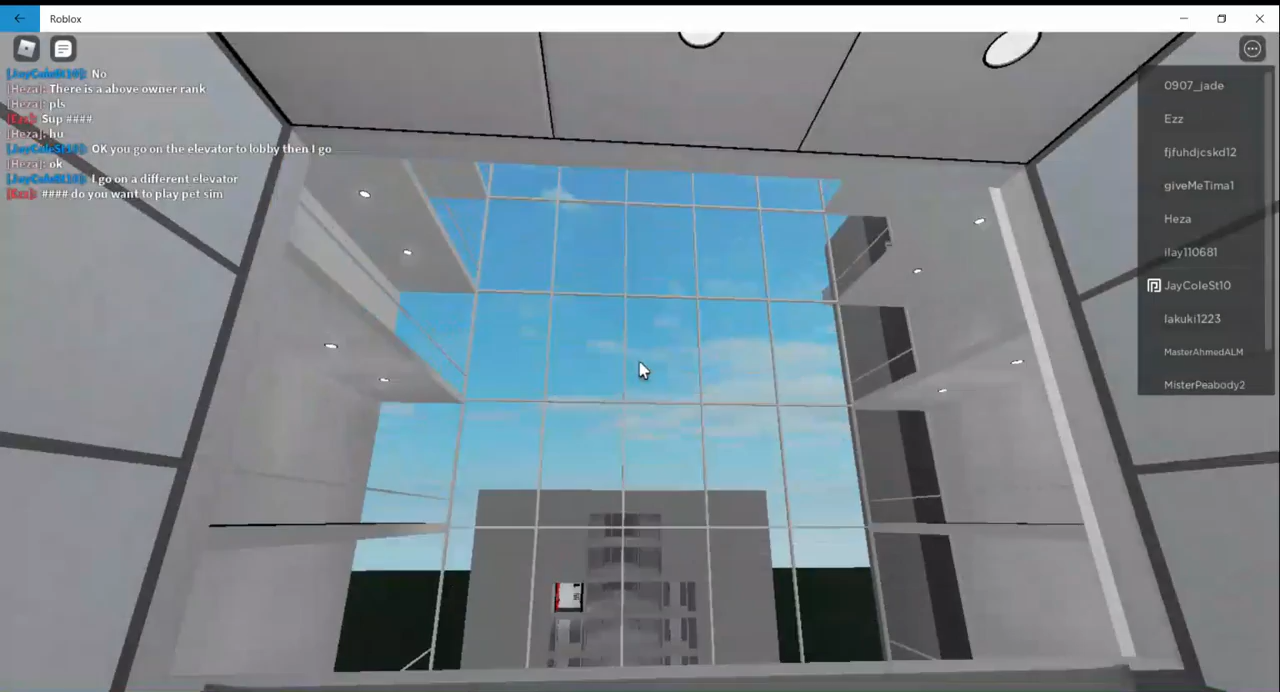 Roblox
[JayColeSt10]: No
[Heza]: There is a above owner rank
[Heza]: pls
[Ezz]: Sup ####
[Heza]: hu
[JayColeSt10]: OK you go on the elevator to lobby then I go
[Heza]: ok
[JayColeSt10]: I go on a different elevator
[Ezz]: #### do you want to play pet sim
0907_jade
Ezz
fjfuhdjcskd12
giveMeTima1
Heza
ilay110681
JayColeSt10
lakuki1223
MasterAhmedALM
MisterPeabody2